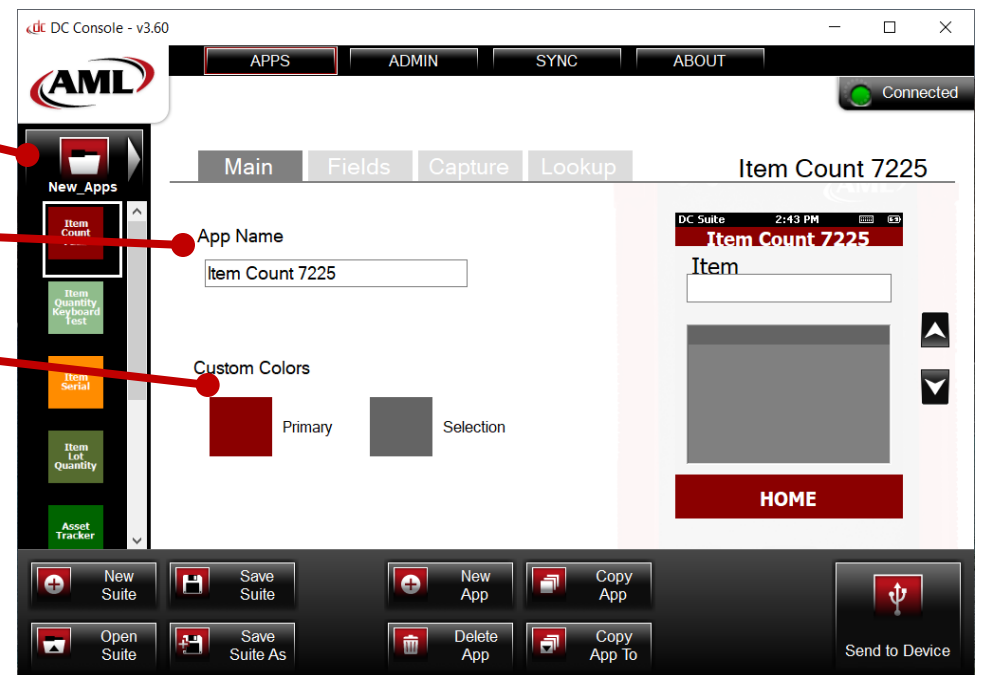 dc DC Console - v3.60
AML
APPS ADMIN SYNC ABOUT
Connected
New_Apps
Main Fields Capture Lookup
Item Count 7225
Item
Count
Item
Quantity
Keyboard
Test
Item
Serial
Item
Lot
Quantity
Asset
Tracker
App Name
Item Count 7225
Custom Colors
Primary
Selection
AML
DC Suite 2:43 PM
Item Count 7225
Item
HOME
New
Suite
Save
Suite
New
App
Copy
App
Open
Suite
Save
Suite As
Delete
App
Copy
App To
Send to Device